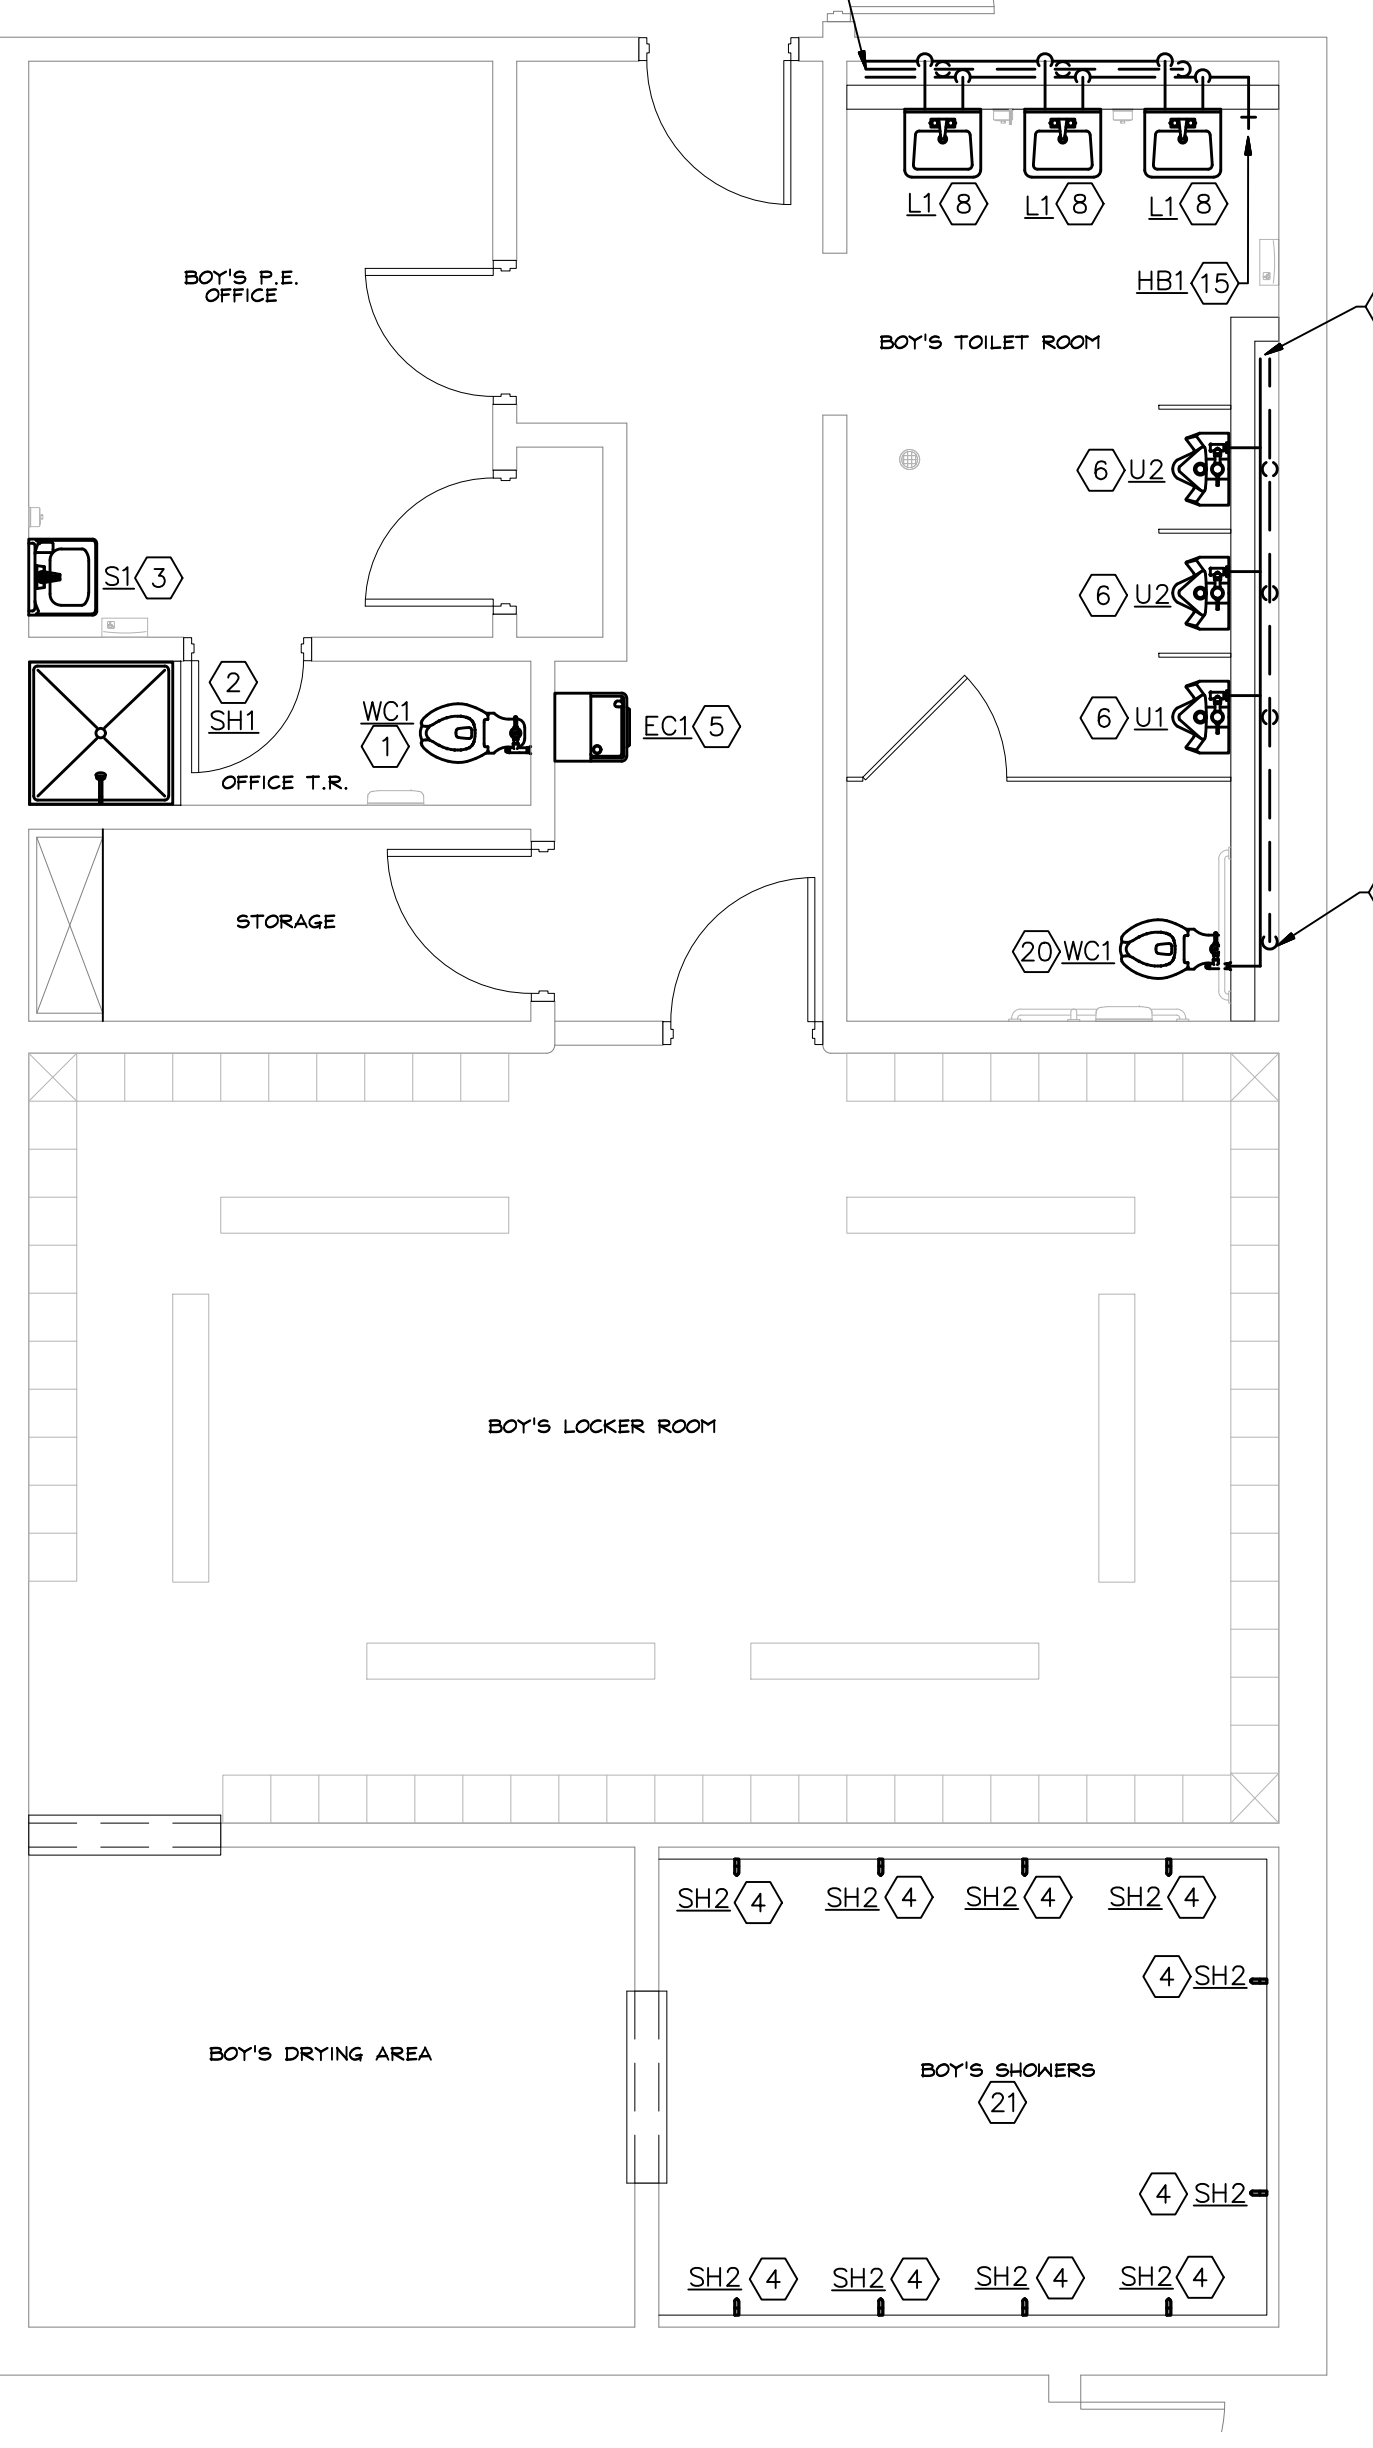 L1 8 L1 8 L1 8
BOY'S P.E.
OFFICE
HB1 15
BOY'S TOILET ROOM
6 U2
S1 3
6 U2
2
SH1
WC1
1
EC1 5
6 U1
OFFICE T.R.
STORAGE
20 WC1
BOY'S LOCKER ROOM
SH2 4 SH2 4 SH2 4 SH2 4
4 SH2
BOY'S DRYING AREA
BOY'S SHOWERS
21
4 SH2
SH2 4 SH2 4 SH2 4 SH2 4